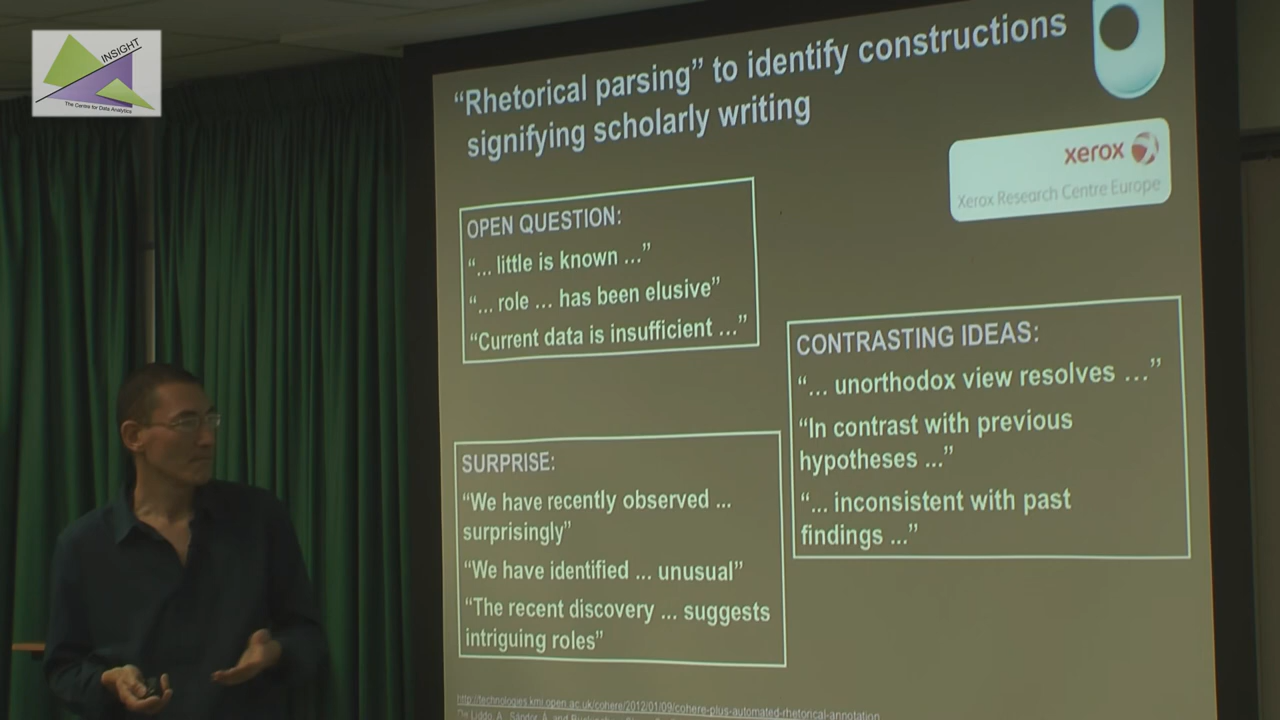 INSIGHT
The Centre for Data Analytics
“Rhetorical parsing” to identify constructions
signifying scholarly writing
xerox
Xerox Research Centre Europe
OPEN QUESTION:
“... little is known ...”
“... role ... has been elusive”
“Current data is insufficient ...”
CONTRASTING IDEAS:
“... unorthodox view resolves ...”
“In contrast with previous
hypotheses ...”
“... inconsistent with past
findings ...”
SURPRISE:
“We have recently observed ...
surprisingly”
“We have identified ... unusual”
“The recent discovery ... suggests
intriguing roles”
http://technologies.kmi.open.ac.uk/cohere/2012/01/09/cohere-plus-automated-rhetorical-annotation
De Liddo, A., Sándor, Á. and